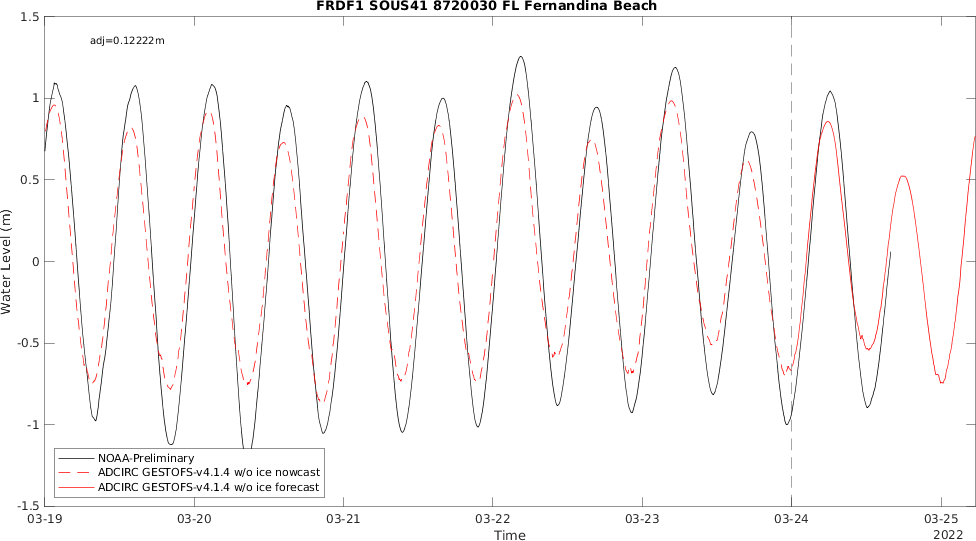 FRDF1 SOUS41 8720030 FL Fernandina Beach
1.5
adj=0.12222m
1
0.5
0
-0.5
-1
-1.5
Water Level (m)
NOAA-Preliminary
ADCIRC GESTOFS-v4.1.4 w/o ice nowcast
ADCIRC GESTOFS-v4.1.4 w/o ice forecast
03-19 03-20 03-21 03-22 03-23 03-24 03-25
Time
2022